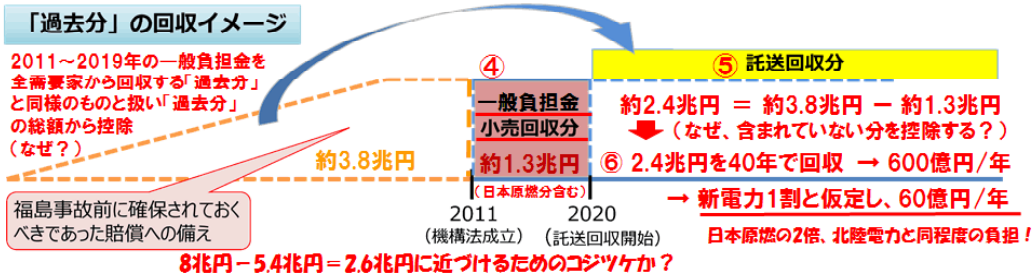 「過去分」の回収イメージ
2011～2019年の一般負担金を
全需要家から回収する「過去分」
と同様のものと扱い「過去分」
の総額から控除
（なぜ？）
約3.8兆円
福島事故前に確保されておく
べきであった賠償への備え
④
一般負担金
小売回収分
約1.3兆円
（日本原燃分含む）
2011
（機構法成立）
2020
（託送回収開始）
⑤ 託送回収分
約2.4兆円 ＝ 約3.8兆円 － 約1.3兆円
（なぜ、含まれていない分を控除する？）
⑥ 2.4兆円を40年で回収 → 600億円/年
→ 新電力1割と仮定し、60億円/年
日本原燃の2倍、北陸電力と同程度の負担！
8兆円－5.4兆円＝2.6兆円に近づけるためのコジツケか？